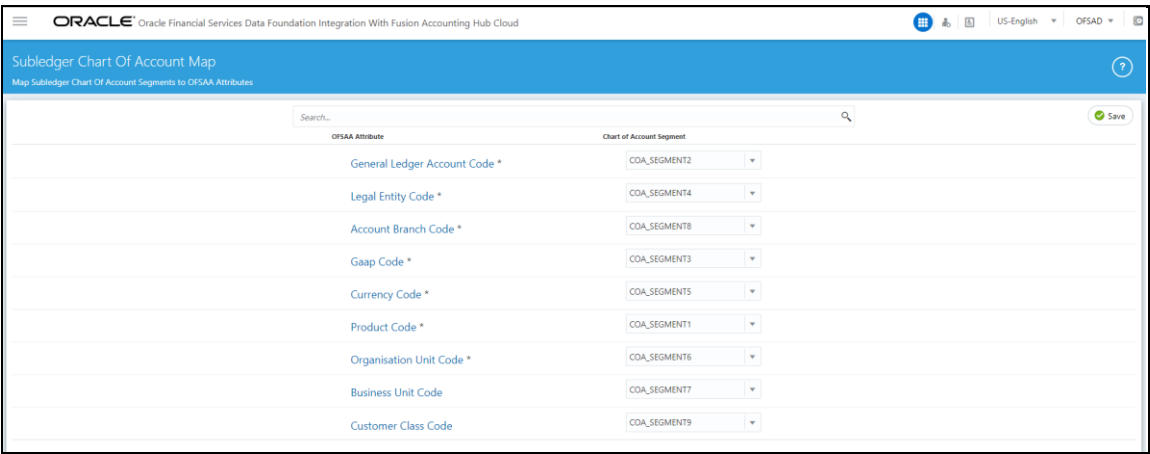 ORACLE Oracle Financial Services Data Foundation Integration With Fusion Accounting Hub Cloud US-English OFSAD
Subledger Chart Of Account Map
Map Subledger Chart Of Account Segments to OFSAA Attributes
?
Search... Save
OFSAA Attribute Chart of Account Segment
General Ledger Account Code * COA_SEGMENT2
Legal Entity Code * COA_SEGMENT4
Account Branch Code * COA_SEGMENT8
Gaap Code * COA_SEGMENT3
Currency Code * COA_SEGMENT5
Product Code * COA_SEGMENT1
Organisation Unit Code * COA_SEGMENT6
Business Unit Code COA_SEGMENT7
Customer Class Code COA_SEGMENT9